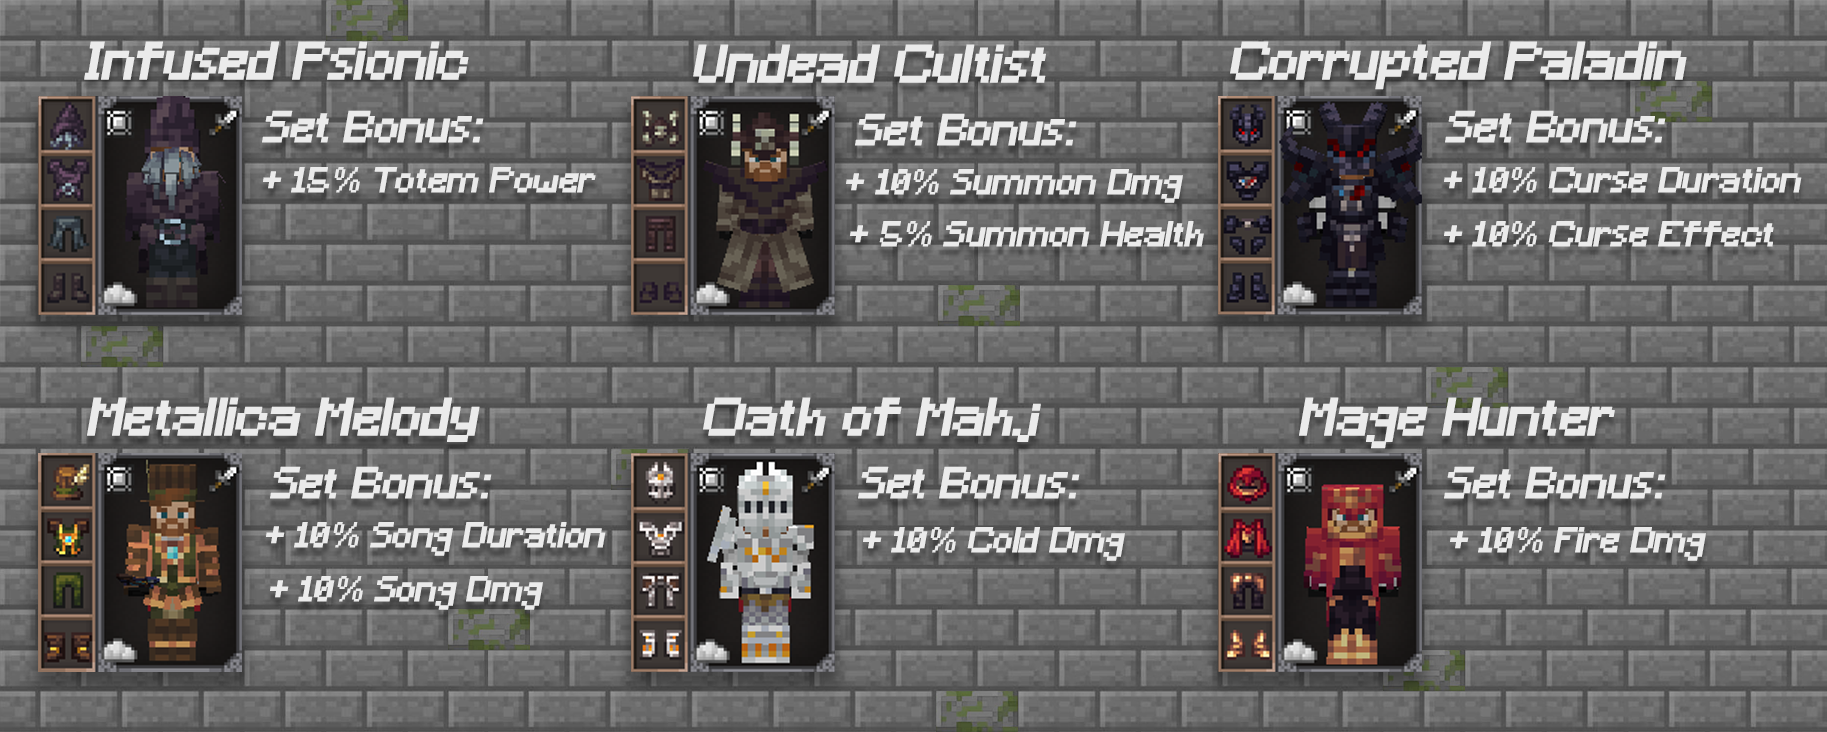 Infused Psionic
Set Bonus:
+ 15% Totem Power
Undead Cultist
Set Bonus:
+ 10% Summon Dmg
+ 5% Summon Health
Corrupted Paladin
Set Bonus:
+ 10% Curse Duration
+ 10% Curse Effect
Metallica Melody
Set Bonus:
+ 10% Song Duration
+ 10% Song Dmg
Oath of Mahj
Set Bonus:
+ 10% Cold Dmg
Mage Hunter
Set Bonus:
+ 10% Fire Dmg